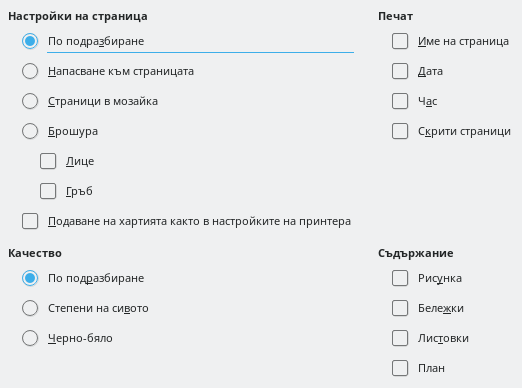 Настройки на страница
По подразбиране
Напасване към страницата
Страници в мозайка
Брошура
Лице
Гръб
Подаване на хартията както в настройките на принтера
Печат
Име на страница
Дата
Час
Скрити страници
Качество
По подразбиране
Степени на сивото
Черно-бяло
Съдържание
Рисунка
Бележки
Листовки
План